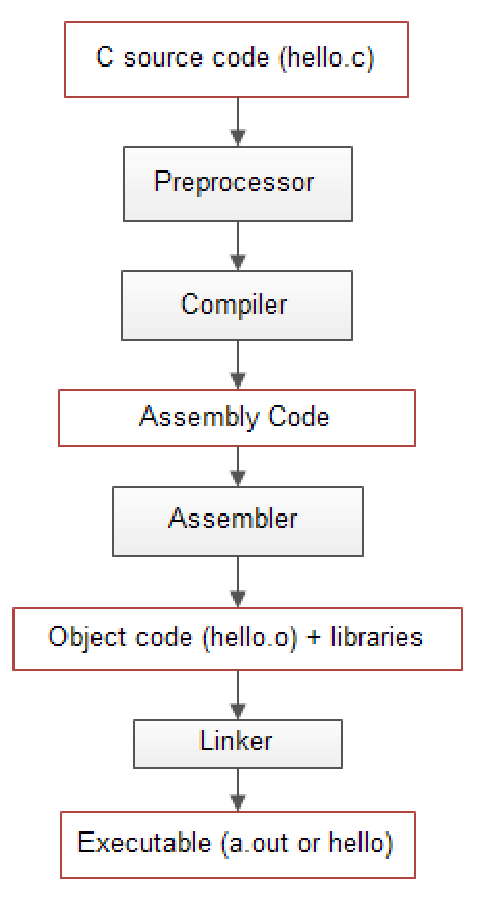 C source code (hello.c)
Preprocessor
Compiler
Assembly Code
Assembler
Object code (hello.o) + libraries
Linker
Executable (a.out or hello)